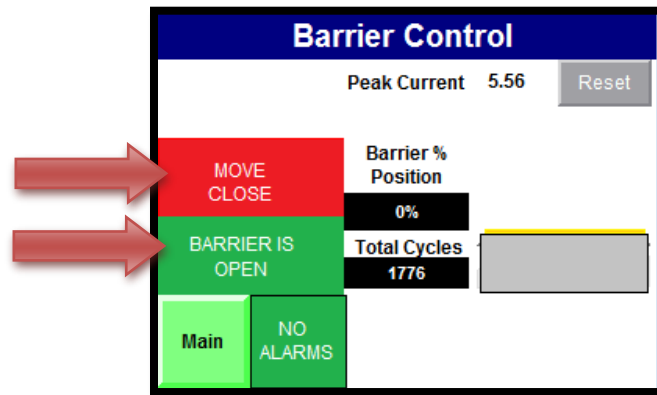 Barrier Control
Peak Current 5.56 Reset
MOVE
CLOSE
Barrier %
Position
0%
BARRIER IS
OPEN
Total Cycles
1776
Main
NO
ALARMS